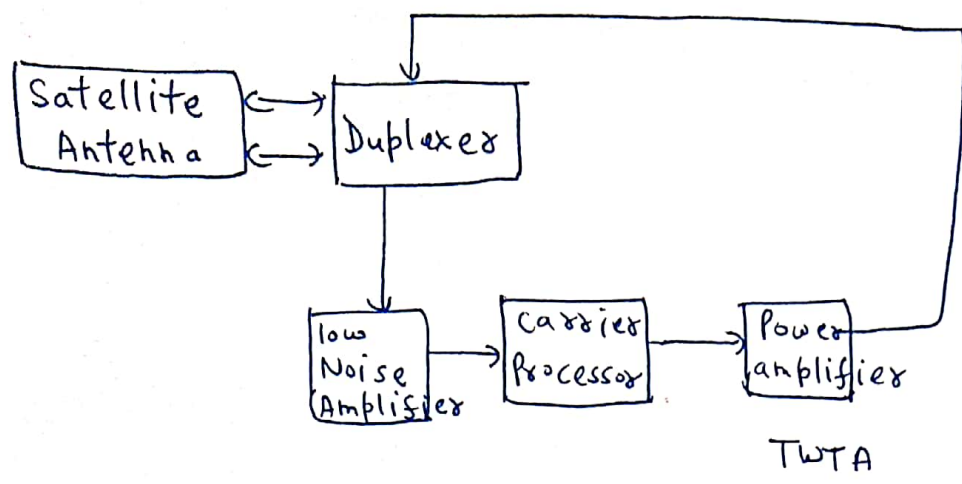 Satellite
Antenna
Duplexer
low
Noise
Amplifier
Carrier
Processor
Power
amplifier
TWTA